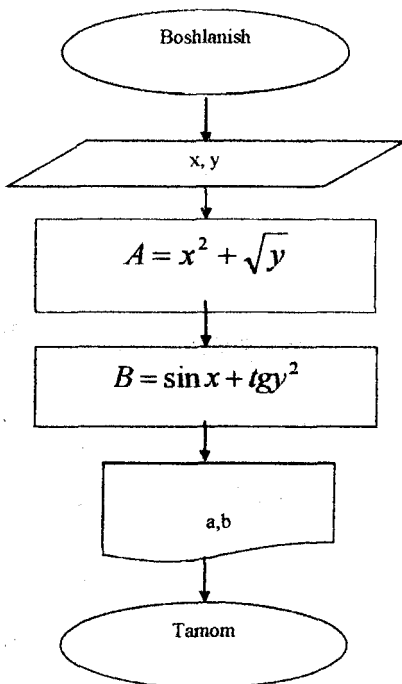 Boshlanish
x, y
A = x² + √y
B = sin x + tgy²
a,b
Tamom